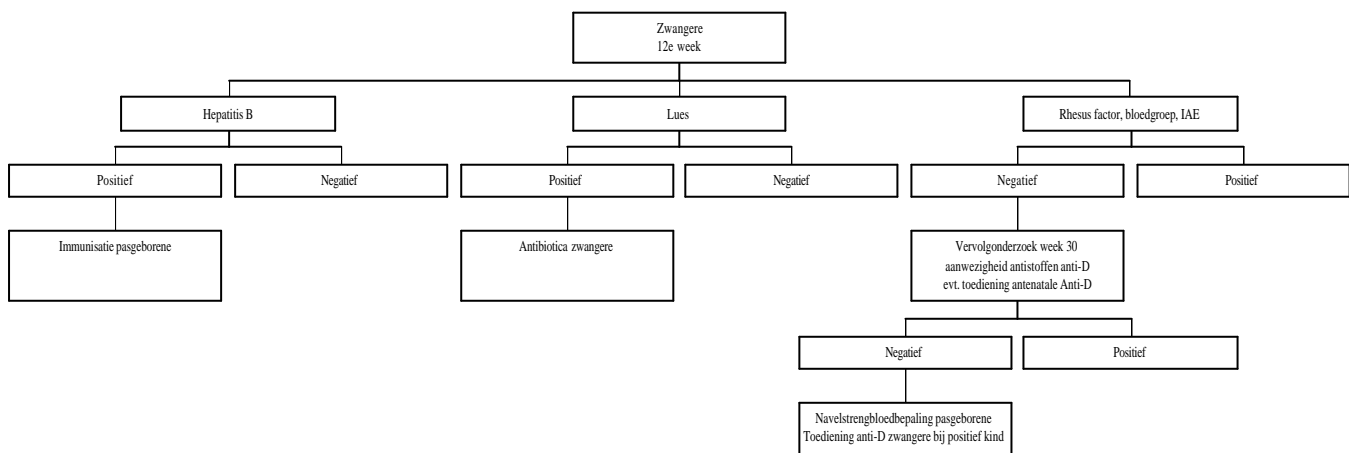 Zwangere
12e week
Hepatitis B
Lues
Rhesus factor, bloedgroep, IAE
Positief
Negatief
Positief
Negatief
Negatief
Positief
Immunisatie pasgeborene
Antibiotica zwangere
Vervolgonderzoek week 30
aanwezigheid antistoffen anti-D
evt. toediening antenatale Anti-D
Negatief
Positief
Navelstrengbloedbepaling pasgeborene
Toediening anti-D zwangere bij positief kind